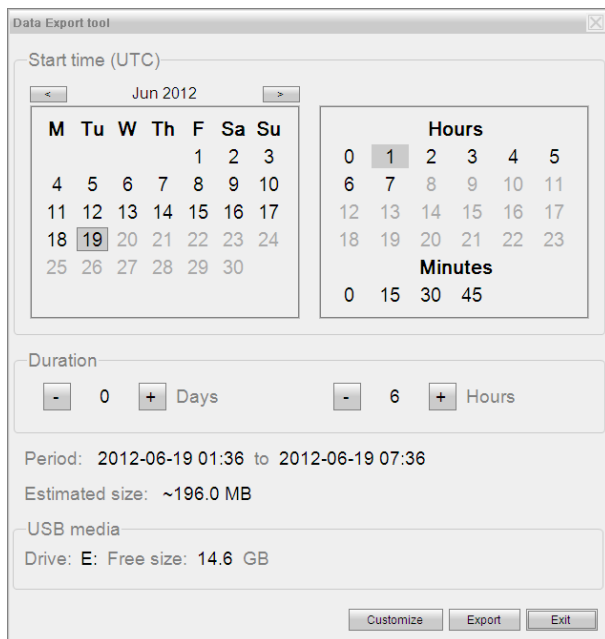 Data Export tool
Start time (UTC)
< Jun 2012 >
M Tu W Th F Sa Su
1 2 3
4 5 6 7 8 9 10
11 12 13 14 15 16 17
18 19 20 21 22 23 24
25 26 27 28 29 30
Hours
0 1 2 3 4 5
6 7 8 9 10 11
12 13 14 15 16 17
18 19 20 21 22 23
Minutes
0 15 30 45
Duration
- 0 + Days - 6 + Hours
Period: 2012-06-19 01:36 to 2012-06-19 07:36
Estimated size: ~196.0 MB
USB media
Drive: E: Free size: 14.6 GB
Customize Export Exit